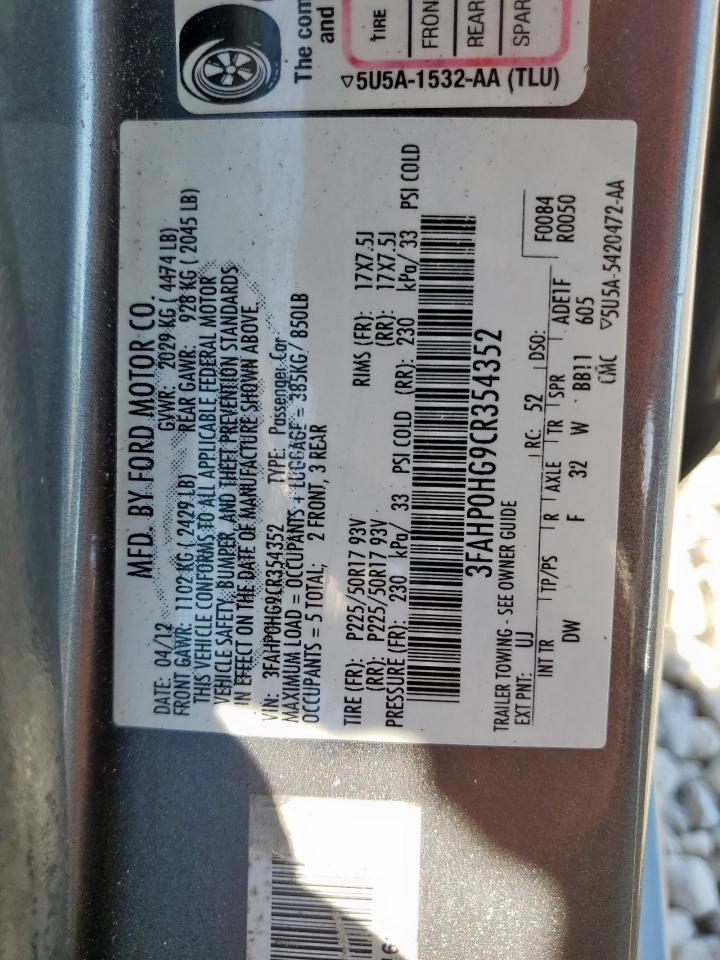 The com
and
TIRE
FRON
REAR
SPAR
▽5U5A-1532-AA (TLU)
MFD. BY FORD MOTOR CO.
DATE: 04/12 GVWR: 2029 KG ( 4474 LB)
FRONT GAWR: 1102 KG ( 2429 LB) REAR GAWR: 928 KG ( 2045 LB)
THIS VEHICLE CONFORMS TO ALL APPLICABLE FEDERAL MOTOR
VEHICLE SAFETY, BUMPER, AND THEFT PREVENTION STANDARDS
IN EFFECT ON THE DATE OF MANUFACTURE SHOWN ABOVE.
VIN: 3FAHP0HG9CR354352 TYPE: Passenger Car
MAXIMUM LOAD = OCCUPANTS + LUGGAGE = 385KG / 850LB
OCCUPANTS = 5 TOTAL; 2 FRONT, 3 REAR
TIRE (FR): P225/50R17 93V RIMS (FR): 17X7.5J
(RR): P225/50R17 93V (RR): 17X7.5J
PRESSURE (FR): 230 kPa/ 33 PSI COLD (RR): 230 kPa/ 33 PSI COLD
3FAHP0HG9CR354352
TRAILER TOWING - SEE OWNER GUIDE
EXT PNT: UJ RC: 52 DSO: F0084
R0050
INT TR TP/PS R AXLE TR SPR ADE1F
DW F 32 W BB11 605
CMC ▽5U5A-5420472-AA